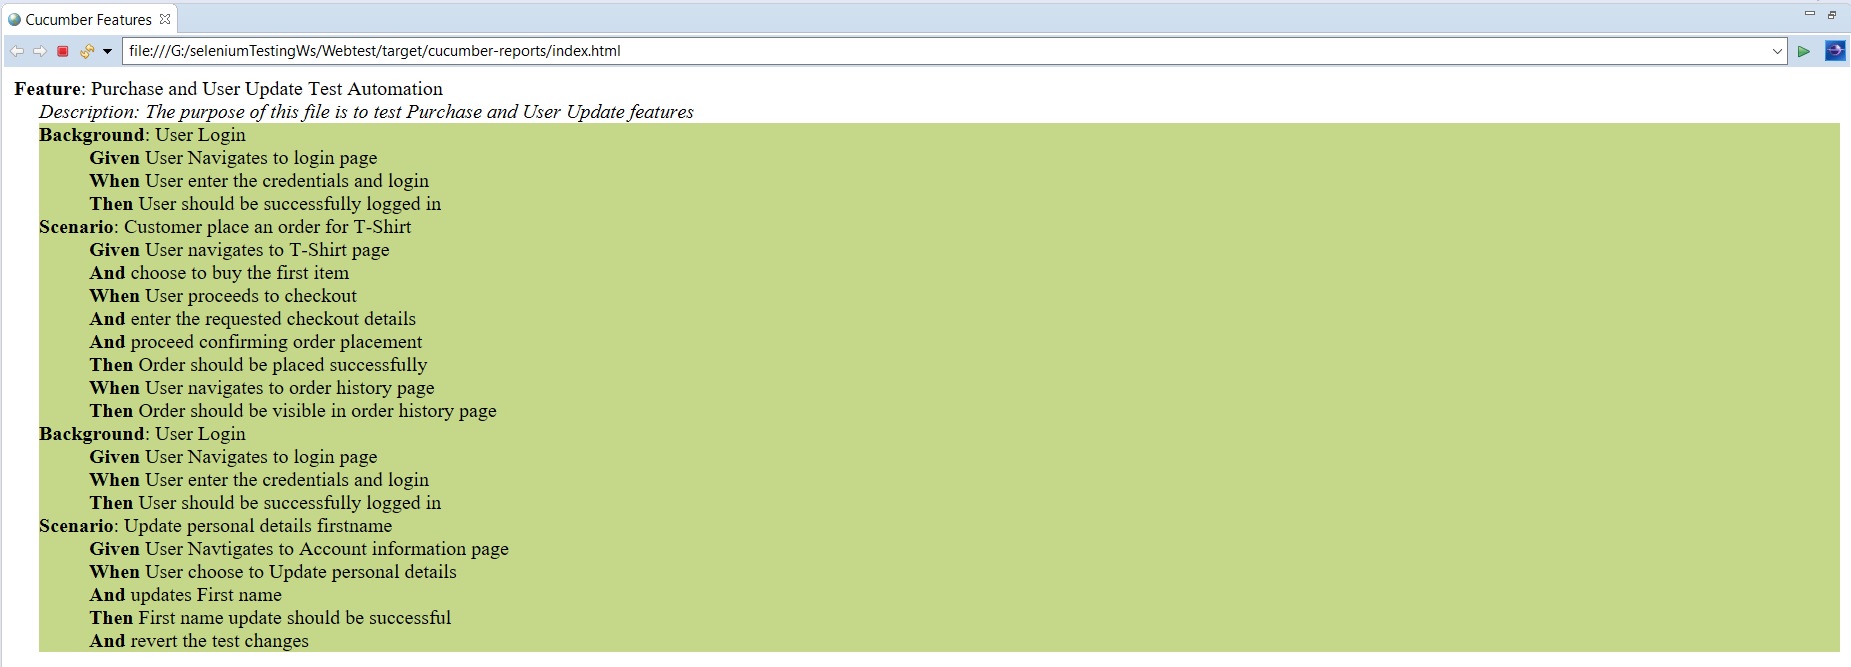 Cucumber Features
file:///G:/seleniumTestingWs/Webtest/target/cucumber-reports/index.html
Feature: Purchase and User Update Test Automation
Description: The purpose of this file is to test Purchase and User Update features
Background: User Login
Given User Navigates to login page
When User enter the credentials and login
Then User should be successfully logged in
Scenario: Customer place an order for T-Shirt
Given User navigates to T-Shirt page
And choose to buy the first item
When User proceeds to checkout
And enter the requested checkout details
And proceed confirming order placement
Then Order should be placed successfully
When User navigates to order history page
Then Order should be visible in order history page
Background: User Login
Given User Navigates to login page
When User enter the credentials and login
Then User should be successfully logged in
Scenario: Update personal details firstname
Given User Navtigates to Account information page
When User choose to Update personal details
And updates First name
Then First name update should be successful
And revert the test changes